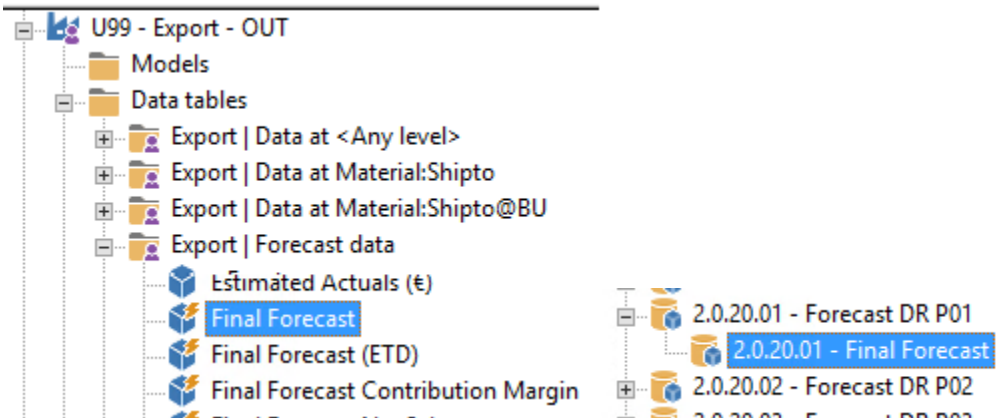 U99 - Export - OUT
Models
Data tables
Export | Data at <Any level>
Export | Data at Material:Shipto
Export | Data at Material:Shipto@BU
Export | Forecast data
Estimated Actuals (€)
Final Forecast
Final Forecast (ETD)
Final Forecast Contribution Margin
2.0.20.01 - Forecast DR P01
2.0.20.01 - Final Forecast
2.0.20.02 - Forecast DR P02